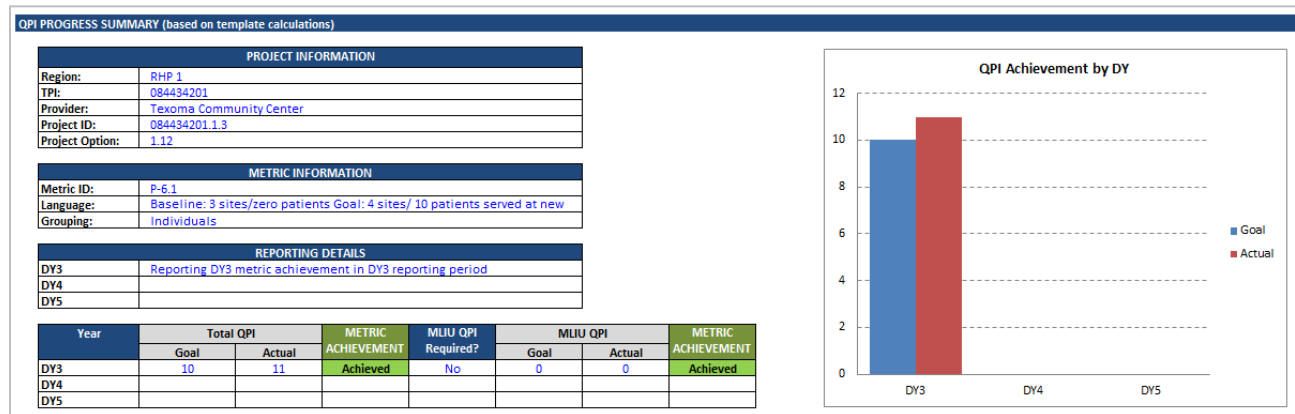 QPI PROGRESS SUMMARY (based on template calculations)
PROJECT INFORMATION
Region: RHP 1
TPI: 084434201
Provider: Texoma Community Center
Project ID: 084434201.1.3
Project Option: 1.12
METRIC INFORMATION
Metric ID: P-6.1
Language: Baseline: 3 sites/zero patients Goal: 4 sites/ 10 patients served at new
Grouping: Individuals
REPORTING DETAILS
DY3 Reporting DY3 metric achievement in DY3 reporting period
DY4
DY5
Year Total QPI METRIC ACHIEVEMENT MLIU QPI Required? MLIU QPI METRIC ACHIEVEMENT
Goal Actual Goal Actual
DY3 10 11 Achieved No 0 0 Achieved
DY4
DY5
QPI Achievement by DY
12
10
8
6
4
2
0
DY3 DY4 DY5
Goal
Actual